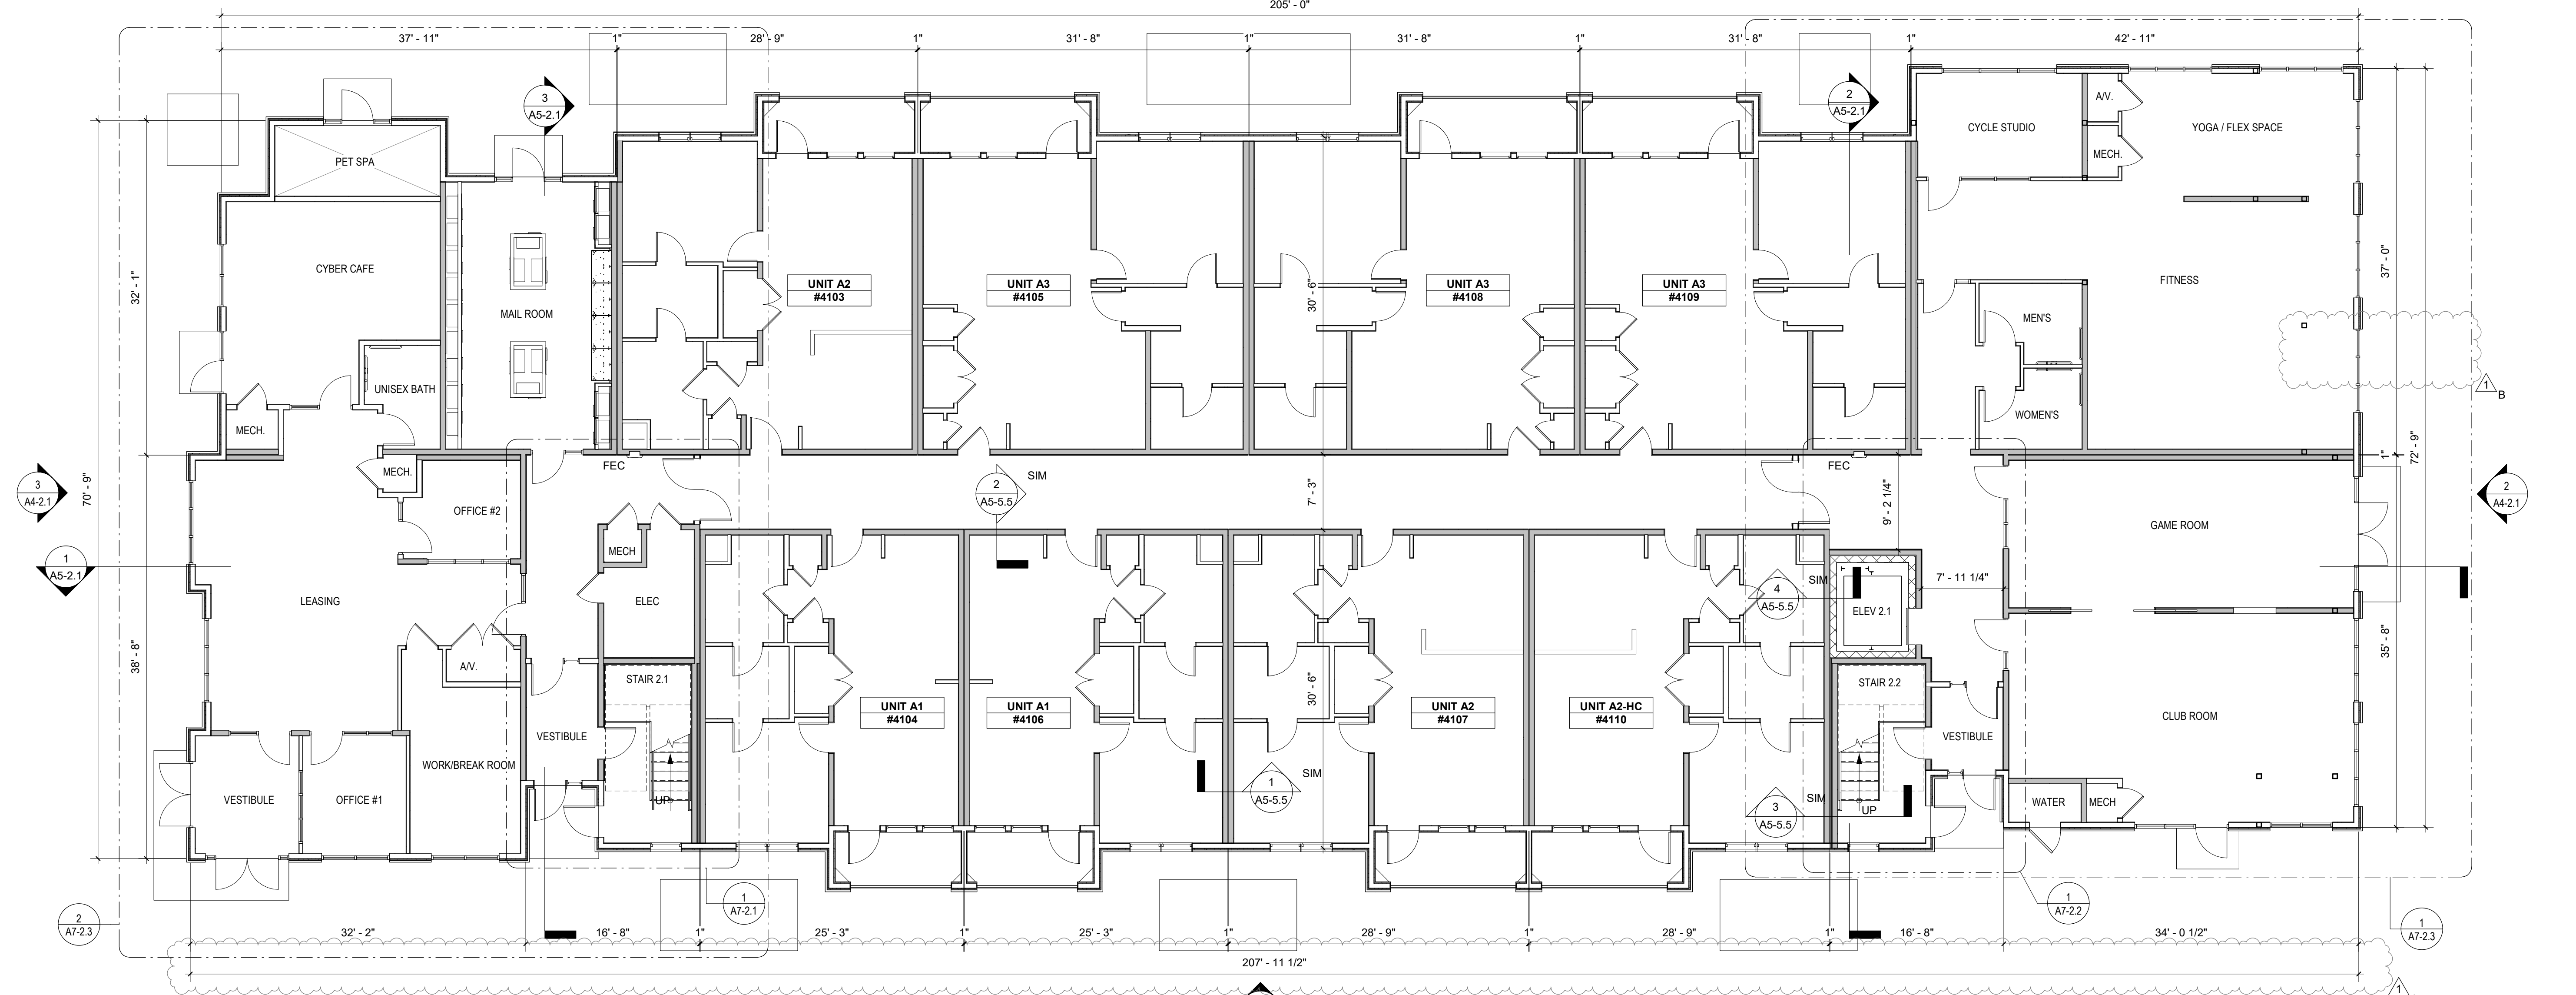 205' - 0"
37' - 11"
1"
28' - 9"
1"
31' - 8"
1"
31' - 8"
1"
31' - 8"
1"
42' - 11"
3
A5-2.1
2
A5-2.1
A/V.
CYCLE STUDIO
YOGA / FLEX SPACE
MECH.
PET SPA
CYBER CAFE
32' - 1"
MAIL ROOM
UNIT A2
#4103
UNIT A3
#4105
30' - 6"
UNIT A3
#4108
UNIT A3
#4109
FITNESS
37' - 0"
MEN'S
UNISEX BATH
1
B
WOMEN'S
MECH.
70' - 9"
72' - 9"
1"
MECH.
FEC
FEC
3
A4-2.1
SIM
2
A5-5.5
7' - 3"
9' - 2 1/4"
2
A4-2.1
OFFICE #2
GAME ROOM
MECH
1
A5-2.1
LEASING
ELEC
4
A5-5.5
SIM
7' - 11 1/4"
ELEV 2.1
38' - 8"
35' - 8"
A/V.
STAIR 2.1
30' - 6"
STAIR 2.2
UNIT A1
#4104
UNIT A1
#4106
UNIT A2
#4107
UNIT A2-HC
#4110
CLUB ROOM
VESTIBULE
VESTIBULE
WORK/BREAK ROOM
1
A5-5.5
SIM
VESTIBULE
OFFICE #1
UP
3
A5-5.5
SIM
UP
WATER
MECH
2
A7-2.3
1
A7-2.1
1
A7-2.2
1
A7-2.3
32' - 2"
16' - 8"
1"
25' - 3"
1"
25' - 3"
1"
28' - 9"
1"
28' - 9"
1"
16' - 8"
34' - 0 1/2"
207' - 11 1/2"
1